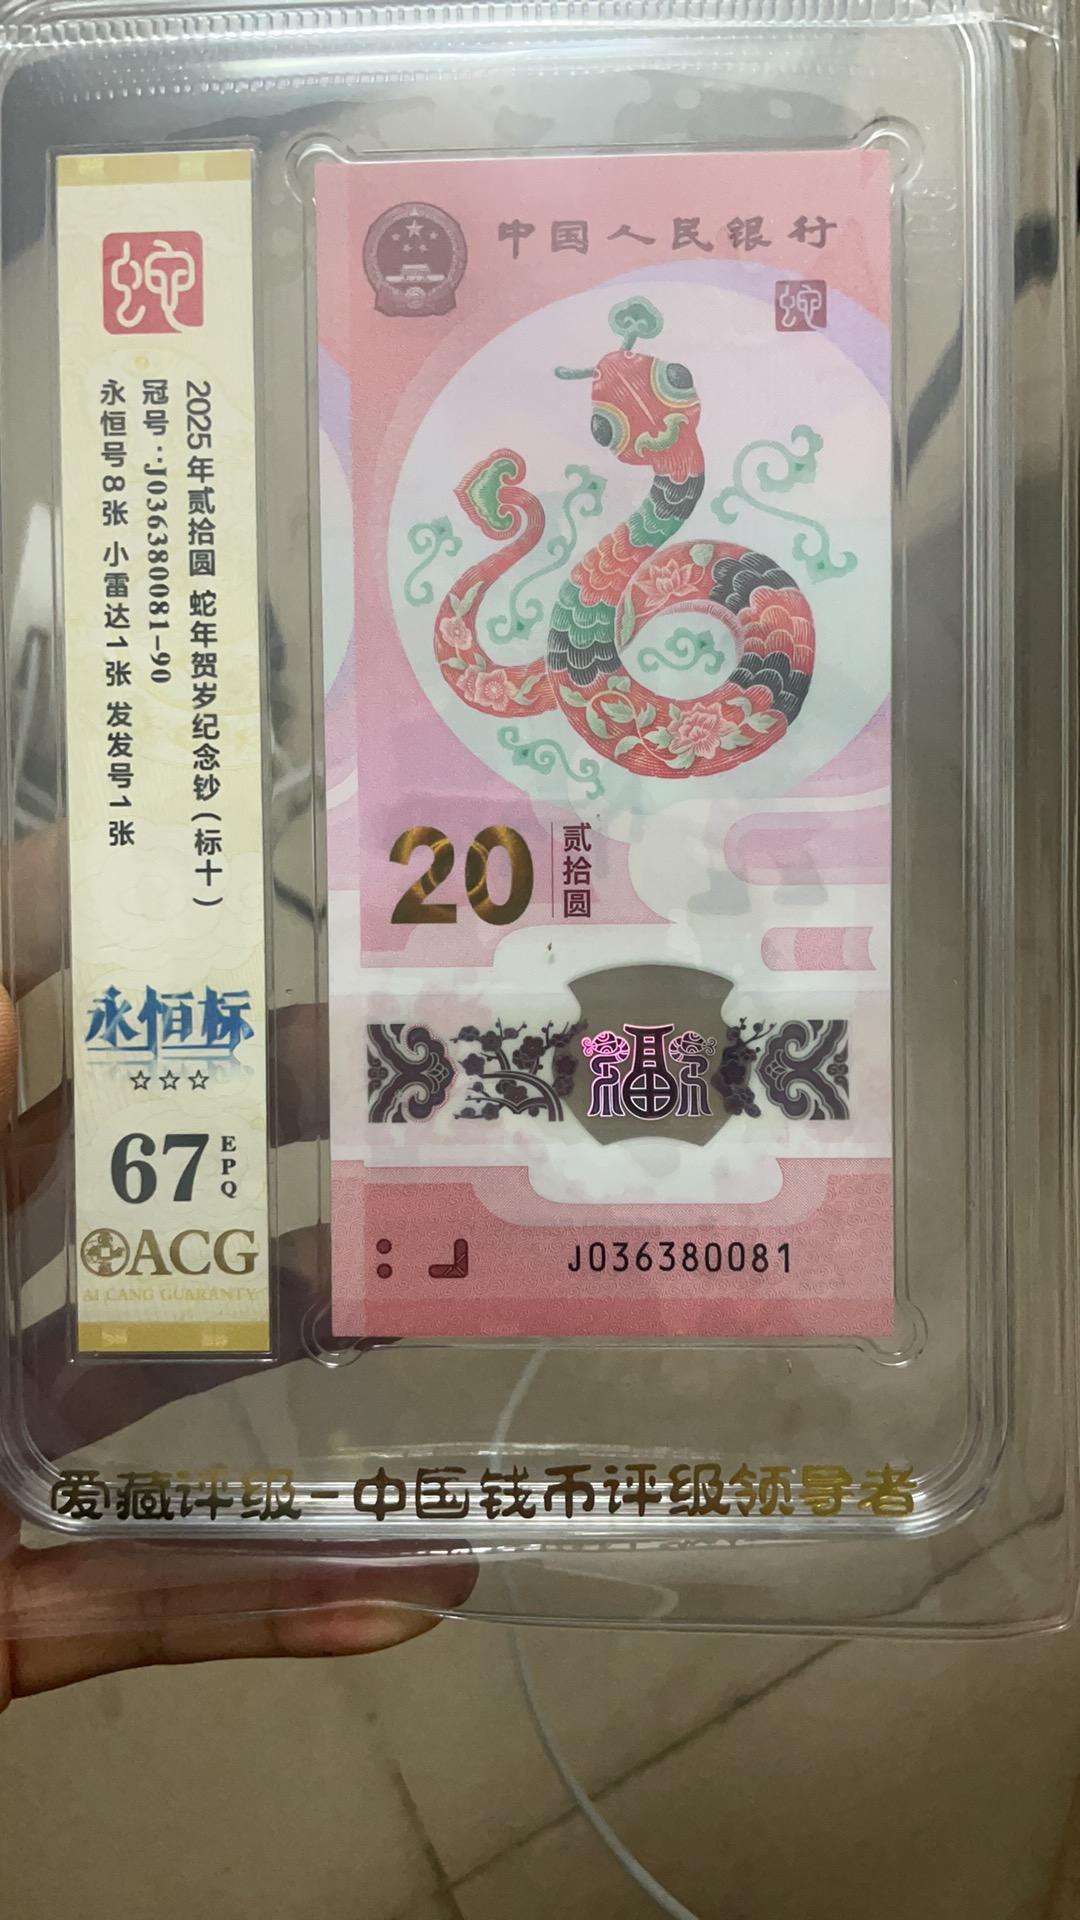 蛇
2025年贰拾圆 蛇年贺岁纪念钞(标十)
冠号:J036380081-90
永恒号8张 小雷达1张 发发号1张
永恒标
☆☆☆
67
EPQ
ACG
AI CANG GUARANTY
中国人民银行
蛇
20
贰拾圆
福
J036380081
爱藏评级-中国钱币评级领导者